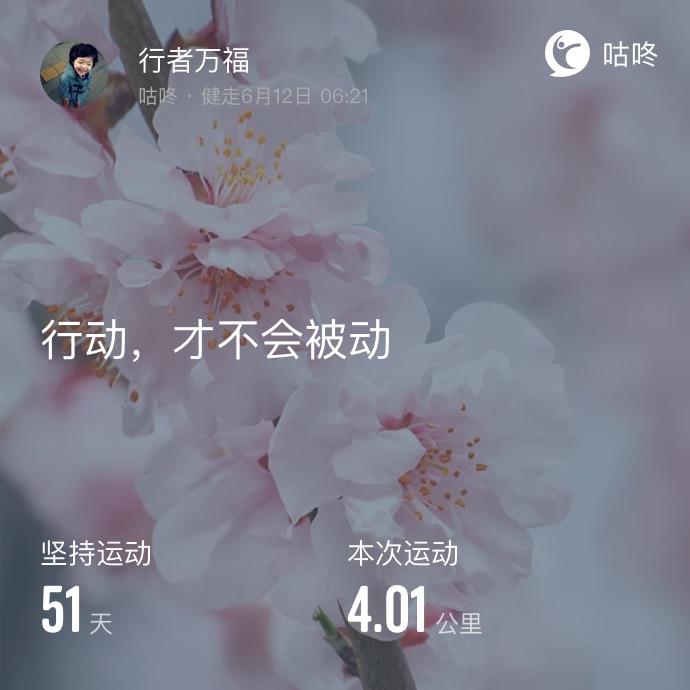 行者万福
咕咚
咕咚 · 健走6月12日 06:21
行动，才不会被动
坚持运动
本次运动
51 天
4.01 公里